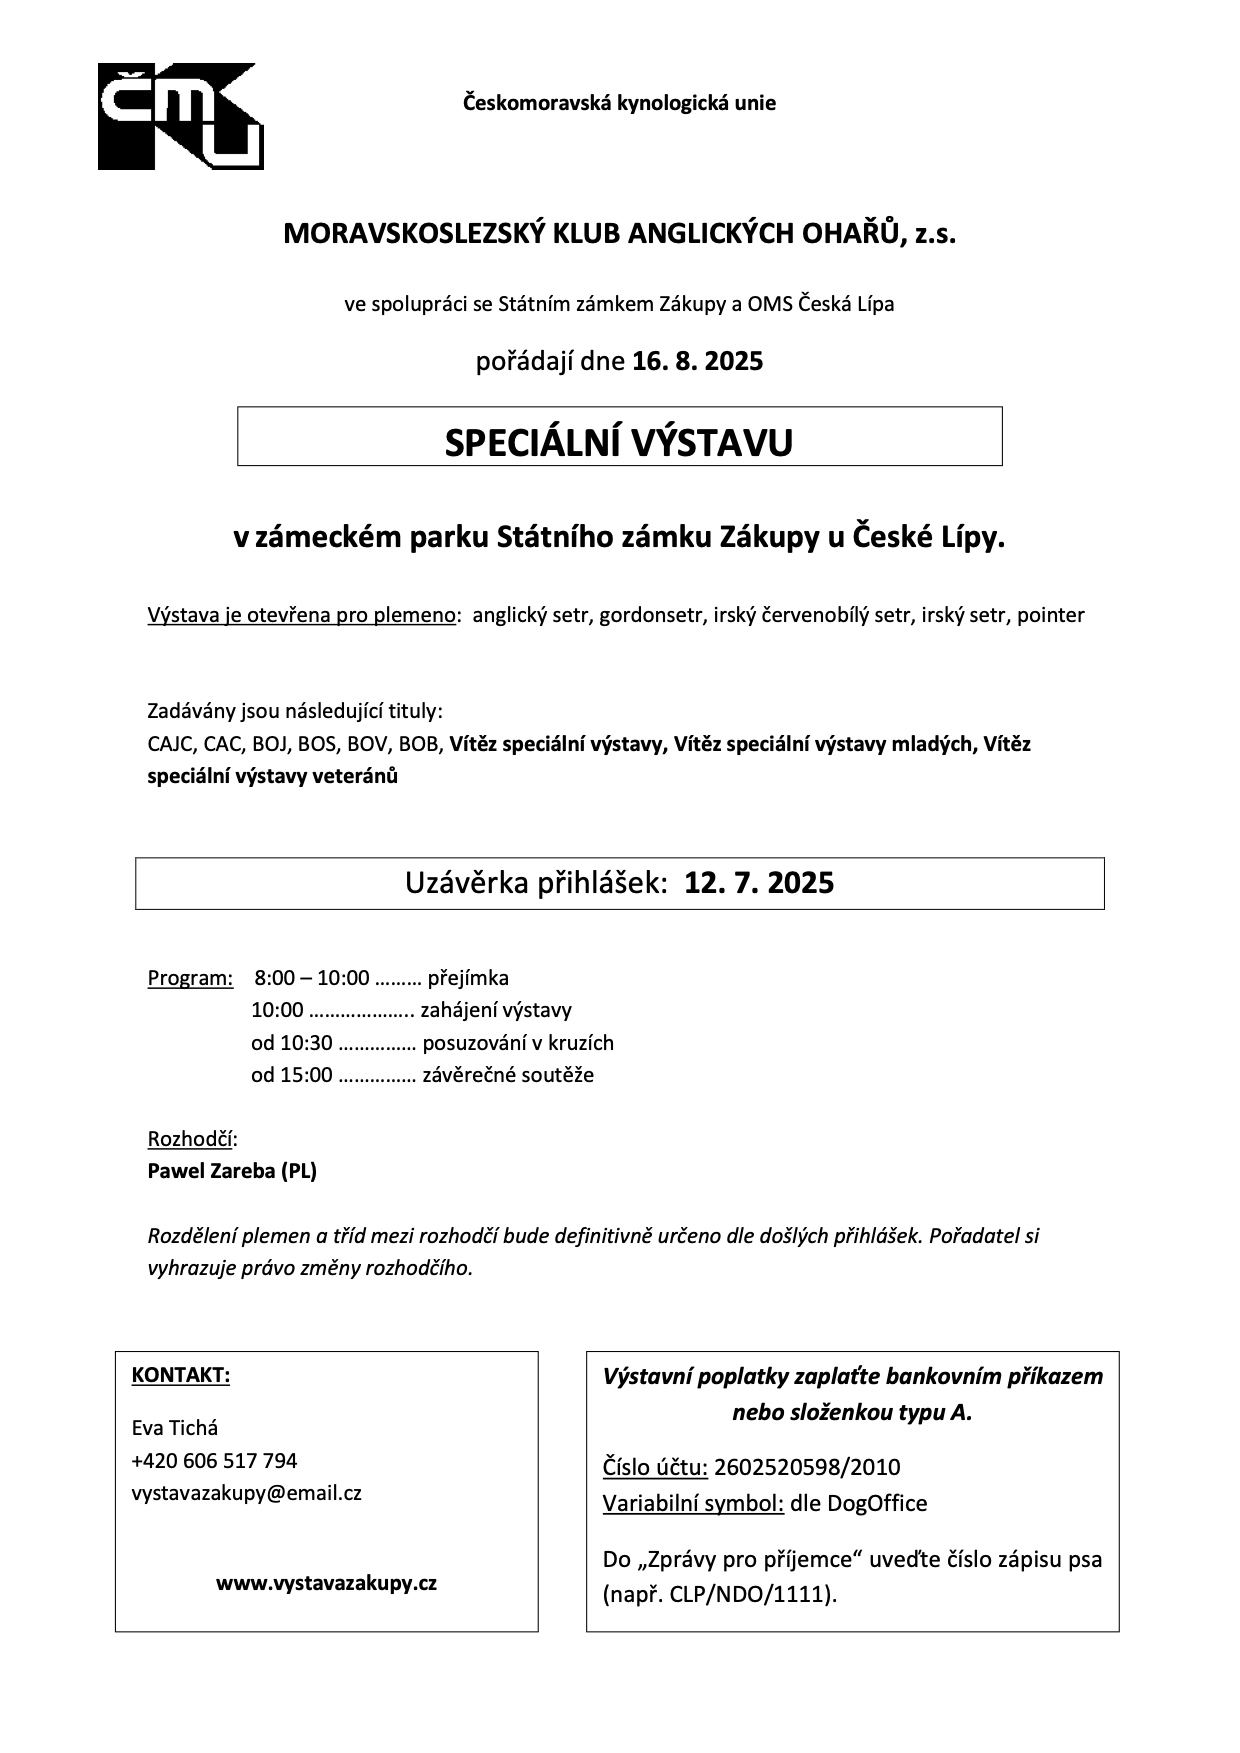 ČMKU
Českomoravská kynologická unie
MORAVSKOSLEZSKÝ KLUB ANGLICKÝCH OHAŘŮ, z.s.
ve spolupráci se Státním zámkem Zákupy a OMS Česká Lípa
pořádají dne 16. 8. 2025
SPECIÁLNÍ VÝSTAVU
v zámeckém parku Státního zámku Zákupy u České Lípy.
Výstava je otevřena pro plemeno: anglický setr, gordonsetr, irský červenobílý setr, irský setr, pointer
Zadávány jsou následující tituly:
CAJC, CAC, BOJ, BOS, BOV, BOB, Vítěz speciální výstavy, Vítěz speciální výstavy mladých, Vítěz
speciální výstavy veteránů
Uzávěrka přihlášek: 12. 7. 2025
Program: 8:00 – 10:00 ……… přejímka
10:00 ……………….. zahájení výstavy
od 10:30 …………… posuzování v kruzích
od 15:00 …………… závěrečné soutěže
Rozhodčí:
Pawel Zareba (PL)
Rozdělení plemen a tříd mezi rozhodčí bude definitivně určeno dle došlých přihlášek. Pořadatel si
vyhrazuje právo změny rozhodčího.
KONTAKT:
Eva Tichá
+420 606 517 794
vystavazakupy@email.cz
www.vystavazakupy.cz
Výstavní poplatky zaplaťte bankovním příkazem
nebo složenkou typu A.
Číslo účtu: 2602520598/2010
Variabilní symbol: dle DogOffice
Do „Zprávy pro příjemce“ uveďte číslo zápisu psa
(např. CLP/NDO/1111).